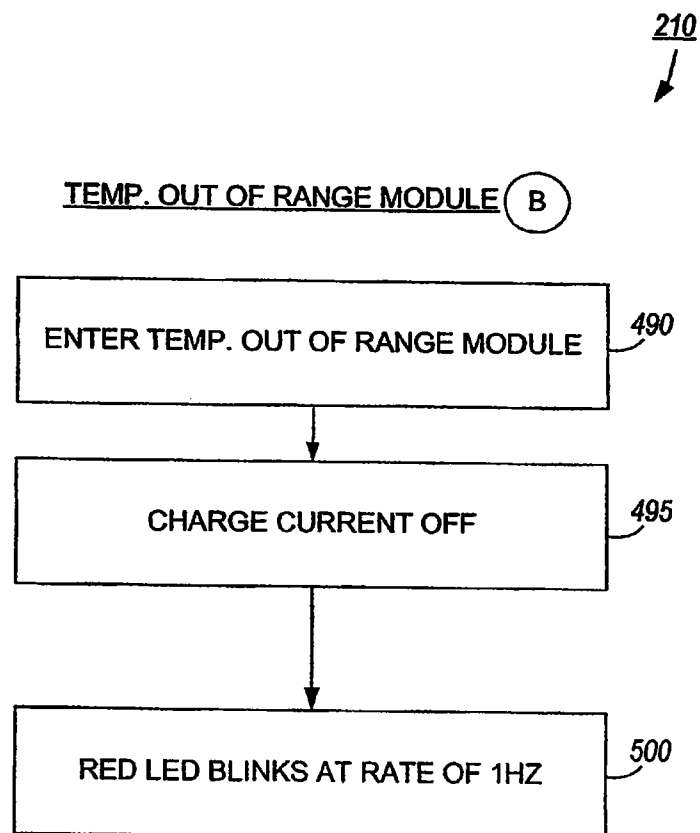 210
TEMP. OUT OF RANGE MODULE B
ENTER TEMP. OUT OF RANGE MODULE 490
CHARGE CURRENT OFF 495
RED LED BLINKS AT RATE OF 1HZ 500